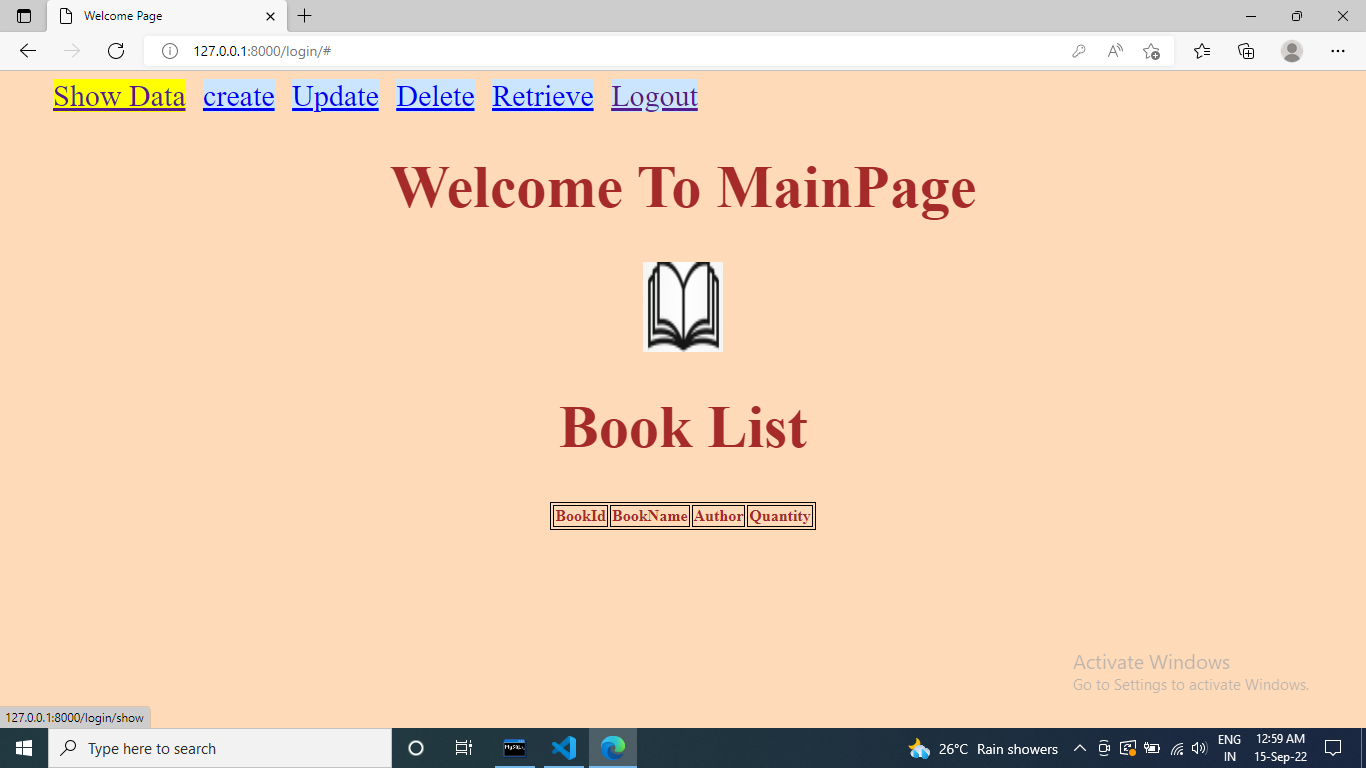 Welcome Page
127.0.0.1:8000/login/#
Show Data create Update Delete Retrieve Logout
Welcome To MainPage
Book List
BookId BookName Author Quantity
Activate Windows
Go to Settings to activate Windows.
127.0.0.1:8000/login/show
Type here to search
26°C Rain showers
ENG
IN
12:59 AM
15-Sep-22